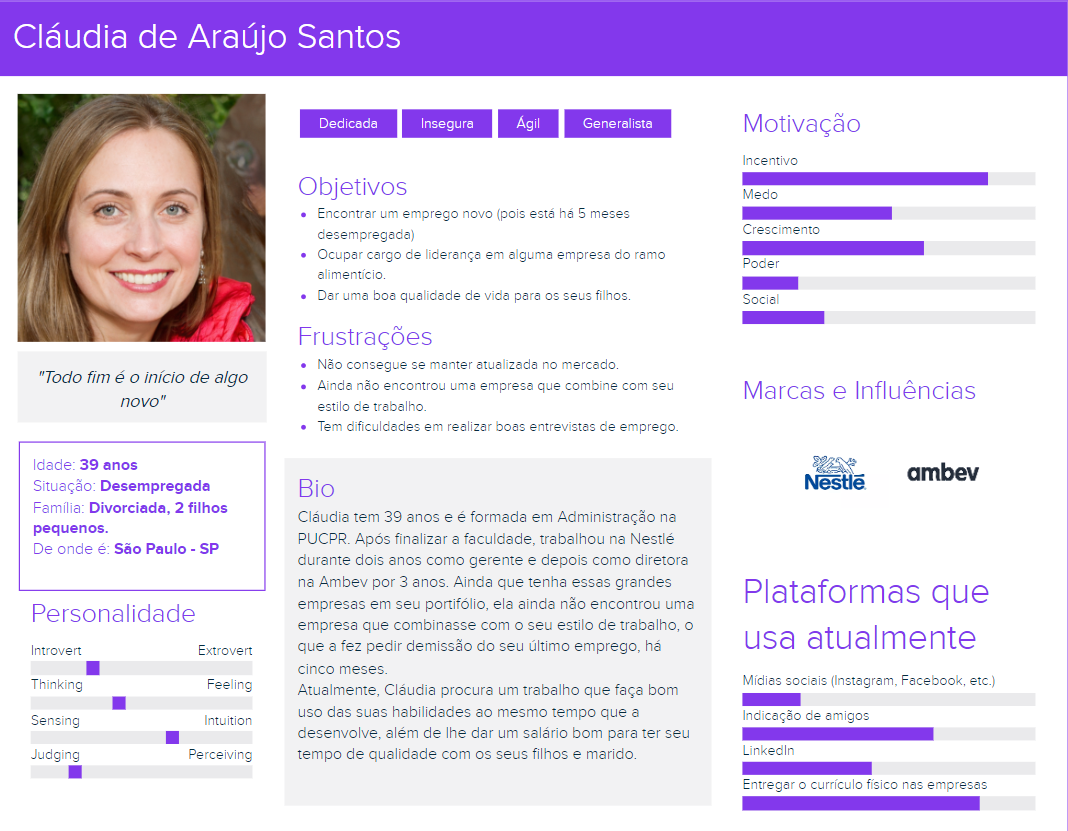 Cláudia de Araújo Santos
"Todo fim é o início de algo
novo"
Idade: 39 anos
Situação: Desempregada
Família: Divorciada, 2 filhos
pequenos.
De onde é: São Paulo - SP
Personalidade
Introvert Extrovert
Thinking Feeling
Sensing Intuition
Judging Perceiving
Dedicada Insegura Ágil Generalista
Objetivos
• Encontrar um emprego novo (pois está há 5 meses
desempregada)
• Ocupar cargo de liderança em alguma empresa do ramo
alimentício.
• Dar uma boa qualidade de vida para os seus filhos.
Frustrações
• Não consegue se manter atualizada no mercado.
• Ainda não encontrou uma empresa que combine com seu
estilo de trabalho.
• Tem dificuldades em realizar boas entrevistas de emprego.
Bio
Cláudia tem 39 anos e é formada em Administração na
PUCPR. Após finalizar a faculdade, trabalhou na Nestlé
durante dois anos como gerente e depois como diretora
na Ambev por 3 anos. Ainda que tenha essas grandes
empresas em seu portifólio, ela ainda não encontrou uma
empresa que combinasse com o seu estilo de trabalho, o
que a fez pedir demissão do seu último emprego, há
cinco meses.
Atualmente, Cláudia procura um trabalho que faça bom
uso das suas habilidades ao mesmo tempo que a
desenvolve, além de lhe dar um salário bom para ter seu
tempo de qualidade com os seus filhos e marido.
Motivação
Incentivo
Medo
Crescimento
Poder
Social
Marcas e Influências
Nestlé ambev
Plataformas que
usa atualmente
Mídias sociais (Instagram, Facebook, etc.)
Indicação de amigos
LinkedIn
Entregar o currículo físico nas empresas